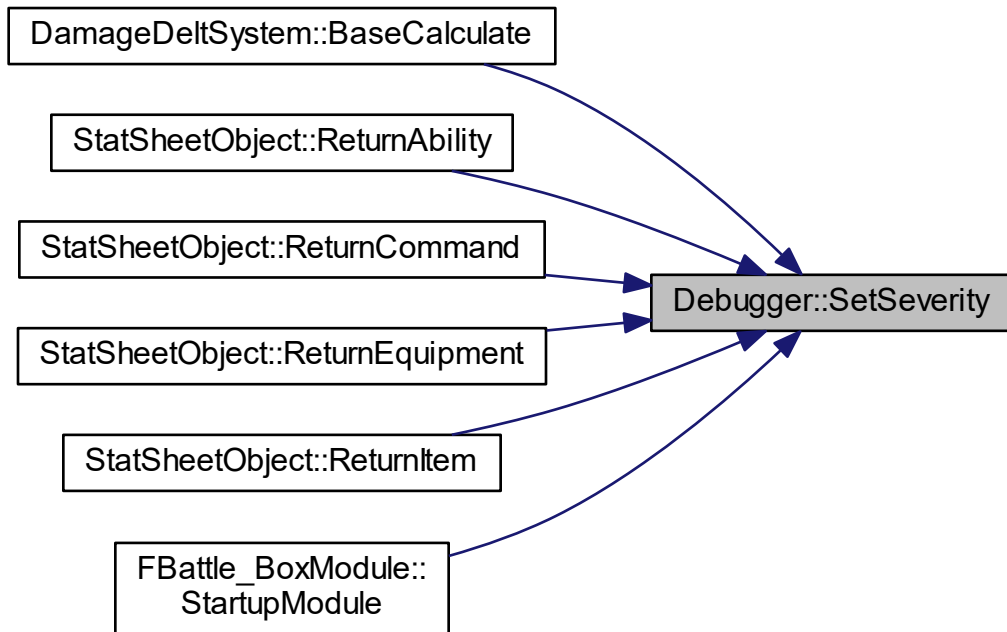 DamageDeltSystem::BaseCalculate
StatSheetObject::ReturnAbility
StatSheetObject::ReturnCommand
Debugger::SetSeverity
StatSheetObject::ReturnEquipment
StatSheetObject::ReturnItem
FBattle_BoxModule::
StartupModule